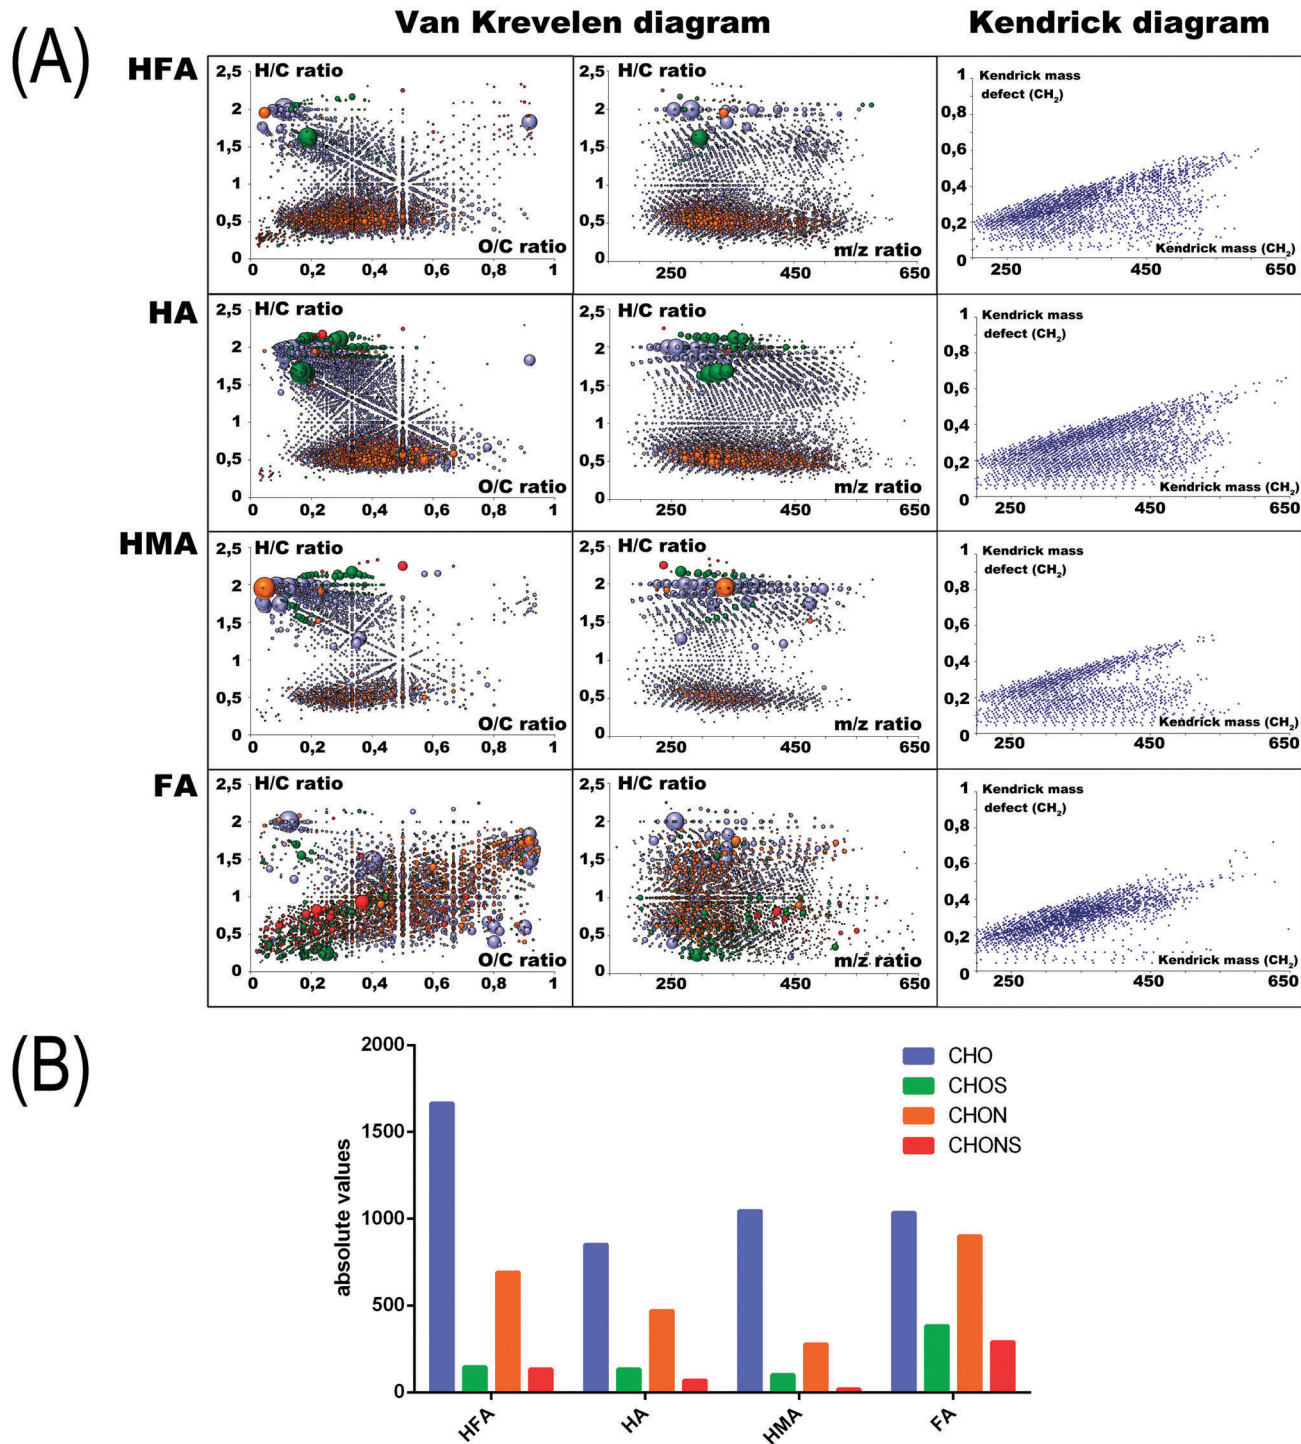 (A)
Van Krevelen diagram
Kendrick diagram
HFA
2,5
H/C ratio
2
1,5
1
0,5
0
O/C ratio
0 0,2 0,4 0,6 0,8 1
H/C ratio
2,5
2
1,5
1
0,5
0
m/z ratio
250 450 650
1
Kendrick mass
defect (CH2)
0,8
0,6
0,4
0,2
0
Kendrick mass (CH2)
250 450 650
HA
2,5
H/C ratio
2
1,5
1
0,5
0
O/C ratio
0 0,2 0,4 0,6 0,8 1
H/C ratio
2,5
2
1,5
1
0,5
0
m/z ratio
250 450 650
1
Kendrick mass
defect (CH2)
0,8
0,6
0,4
0,2
0
Kendrick mass (CH2)
250 450 650
HMA
2,5
H/C ratio
2
1,5
1
0,5
0
O/C ratio
0 0,2 0,4 0,6 0,8 1
H/C ratio
2,5
2
1,5
1
0,5
0
m/z ratio
250 450 650
1
Kendrick mass
defect (CH2)
0,8
0,6
0,4
0,2
0
Kendrick mass (CH2)
250 450 650
FA
2,5
H/C ratio
2
1,5
1
0,5
0
O/C ratio
0 0,2 0,4 0,6 0,8 1
H/C ratio
2,5
2
1,5
1
0,5
0
m/z ratio
250 450 650
1
Kendrick mass
defect (CH2)
0,8
0,6
0,4
0,2
0
Kendrick mass (CH2)
250 450 650
(B)
absolute values
2000
1500
1000
500
0
CHO
CHOS
CHON
CHONS
HFA HA HMA FA